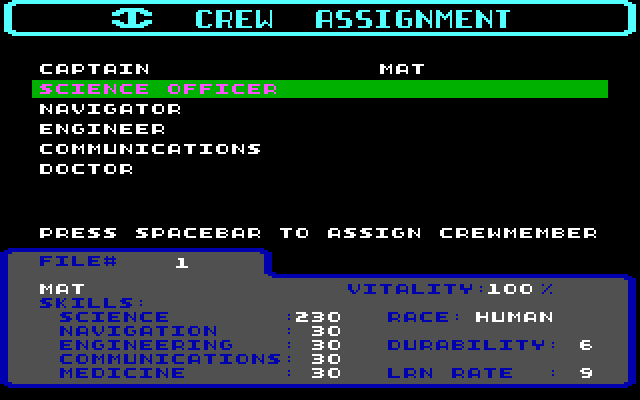 CREW ASSIGNMENT
CAPTAIN MAT
SCIENCE OFFICER
NAVIGATOR
ENGINEER
COMMUNICATIONS
DOCTOR
PRESS SPACEBAR TO ASSIGN CREWMEMBER
FILE# 1
MAT VITALITY:100 %
SKILLS:
SCIENCE :230 RACE: HUMAN
NAVIGATION : 30
ENGINEERING : 30 DURABILITY: 6
COMMUNICATIONS: 30
MEDICINE : 30 LRN RATE : 9